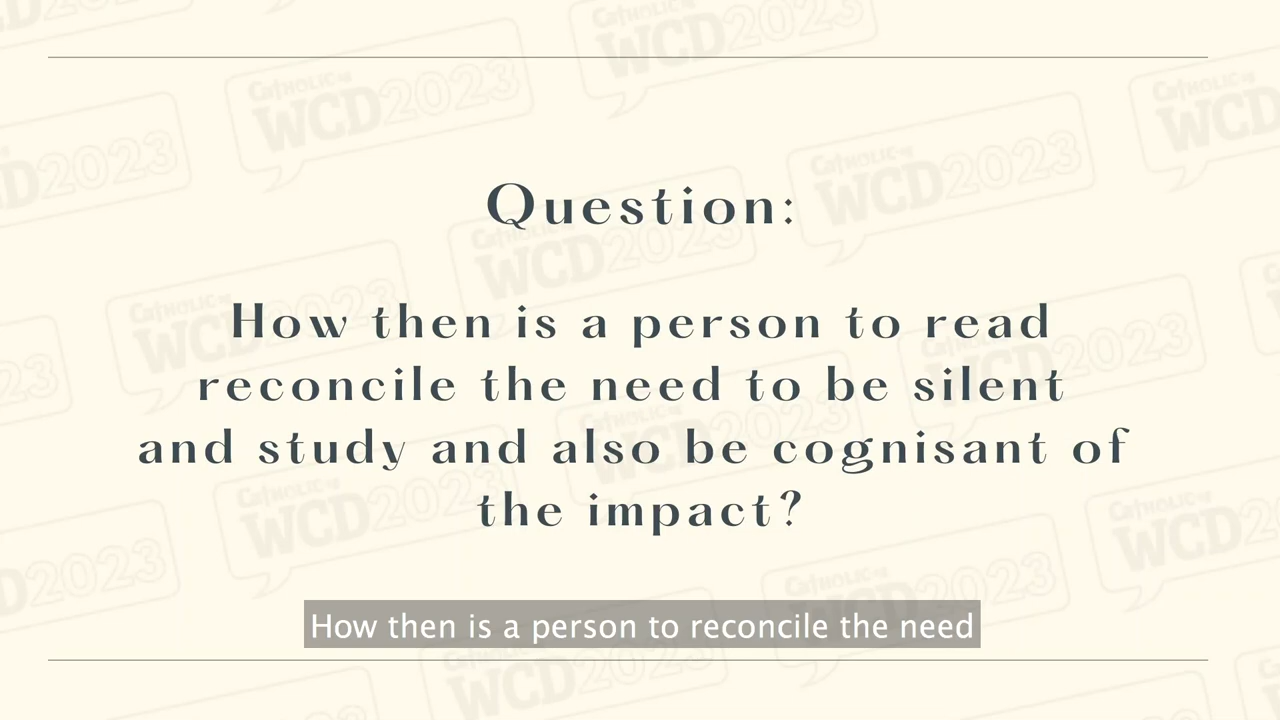 Question:
How then is a person to read
reconcile the need to be silent
and study and also be cognisant of
the impact?
How then is a person to reconcile the need